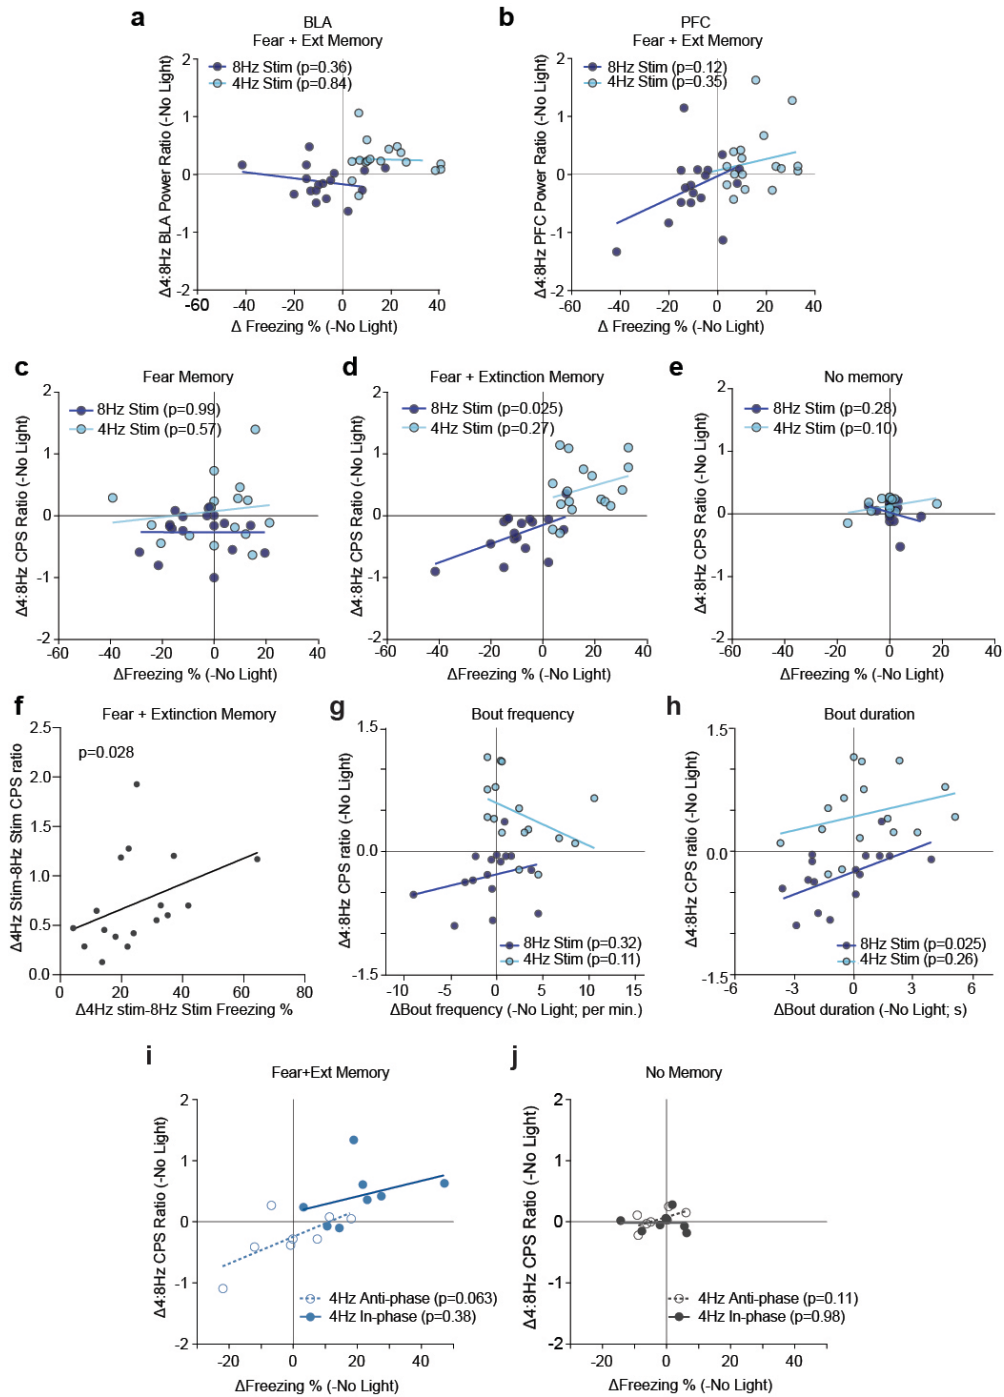 a
BLA
Fear + Ext Memory
8Hz Stim (p=0.36)
4Hz Stim (p=0.84)
Δ4:8Hz BLA Power Ratio (-No Light)
2
1
0
-1
-2
-60
-40
-20
0
20
40
Δ Freezing % (-No Light)
b
PFC
Fear + Ext Memory
8Hz Stim (p=0.12)
4Hz Stim (p=0.35)
Δ4:8Hz PFC Power Ratio (-No Light)
2
1
0
-1
-2
-60
-40
-20
0
20
40
Δ Freezing % (-No Light)
c
Fear Memory
8Hz Stim (p=0.99)
4Hz Stim (p=0.57)
Δ4:8Hz CPS Ratio (-No Light)
2
1
0
-1
-2
-60
-40
-20
0
20
40
ΔFreezing % (-No Light)
d
Fear + Extinction Memory
8Hz Stim (p=0.025)
4Hz Stim (p=0.27)
Δ4:8Hz CPS Ratio (-No Light)
2
1
0
-1
-2
-60
-40
-20
0
20
40
ΔFreezing % (-No Light)
e
No memory
8Hz Stim (p=0.28)
4Hz Stim (p=0.10)
Δ4:8Hz CPS Ratio (-No Light)
2
1
0
-1
-2
-60
-40
-20
0
20
40
ΔFreezing % (-No Light)
f
Fear + Extinction Memory
p=0.028
Δ4Hz Stim-8Hz Stim CPS ratio
2.5
2.0
1.5
1.0
0.5
0.0
0
20
40
60
80
Δ4Hz stim-8Hz Stim Freezing %
g
Bout frequency
Δ4:8Hz CPS ratio (-No Light)
1.5
0.0
-1.5
8Hz Stim (p=0.32)
4Hz Stim (p=0.11)
-10
-5
0
5
10
15
ΔBout frequency (-No Light; per min.)
h
Bout duration
Δ4:8Hz CPS ratio (-No Light)
1.5
0.0
-1.5
8Hz Stim (p=0.025)
4Hz Stim (p=0.26)
-6
-3
0
3
6
ΔBout duration (-No Light; s)
i
Fear+Ext Memory
Δ4:8Hz CPS Ratio (-No Light)
2
1
0
-1
-2
4Hz Anti-phase (p=0.063)
4Hz In-phase (p=0.38)
-20
0
20
40
ΔFreezing % (-No Light)
j
No Memory
Δ4:8Hz CPS Ratio (-No Light)
2
1
0
-1
-2
4Hz Anti-phase (p=0.11)
4Hz In-phase (p=0.98)
-20
0
20
40
ΔFreezing % (-No Light)